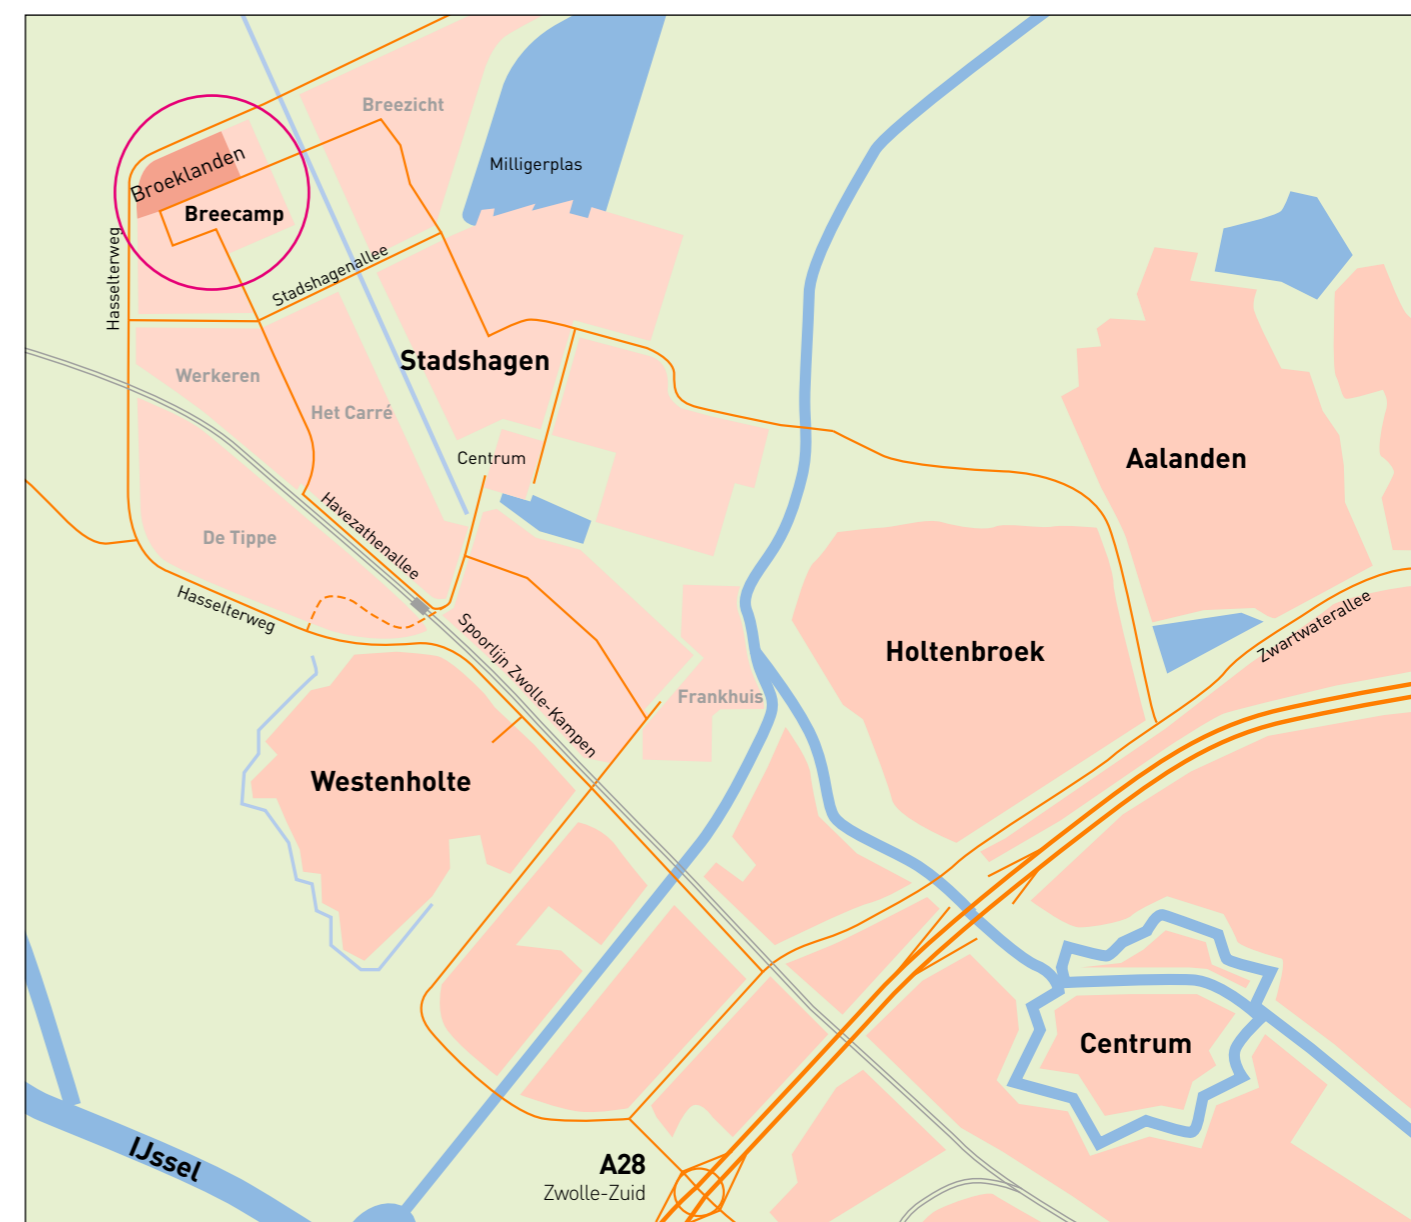 Breezicht
Milligerplas
Broeklanden
Breecamp
Hasselterweg
Stadshagenallee
Stadshagen
Werkeren
Het Carré
Centrum
Aalanden
Havezathenallee
De Tippe
Hasselterweg
Spoorlijn Zwolle-Kampen
Zwartwaterallee
Holtenbroek
Frankhuis
Westenholte
Centrum
IJssel
A28
Zwolle-Zuid